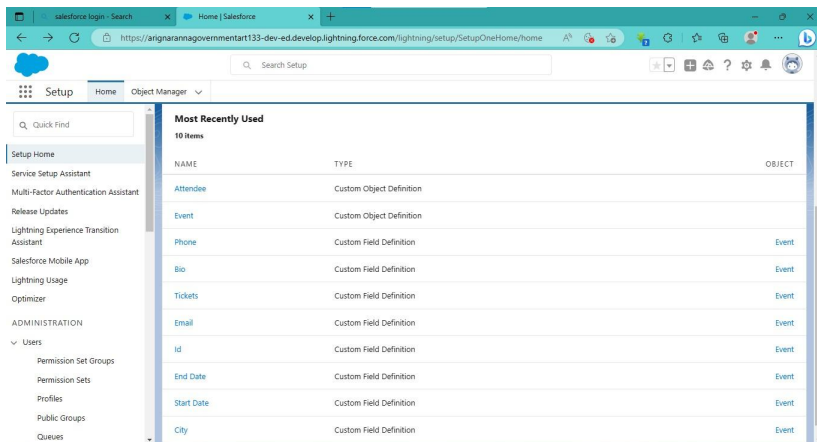 salesforce login - Search
Home | Salesforce
https://arignarannagovernmentart133-dev-ed.develop.lightning.force.com/lightning/setup/SetupOneHome/home
7
Search Setup
Setup
Home
Object Manager
Quick Find
Setup Home
Service Setup Assistant
Multi-Factor Authentication Assistant
Release Updates
Lightning Experience Transition
Assistant
Salesforce Mobile App
Lightning Usage
Optimizer
ADMINISTRATION
Users
Permission Set Groups
Permission Sets
Profiles
Public Groups
Queues
Most Recently Used
10 items
NAME TYPE OBJECT
Attendee Custom Object Definition
Event Custom Object Definition
Phone Custom Field Definition Event
Bio Custom Field Definition Event
Tickets Custom Field Definition Event
Email Custom Field Definition Event
Id Custom Field Definition Event
End Date Custom Field Definition Event
Start Date Custom Field Definition Event
City Custom Field Definition Event